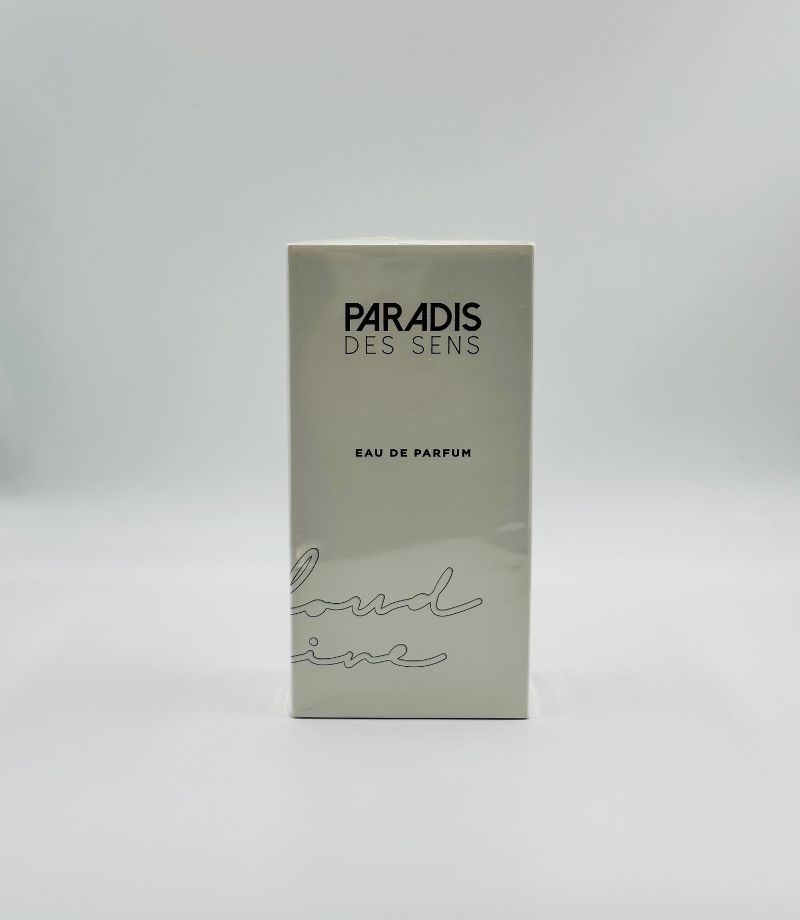 PARADIS
DES SENS
EAU DE PARFUM
loud
ine